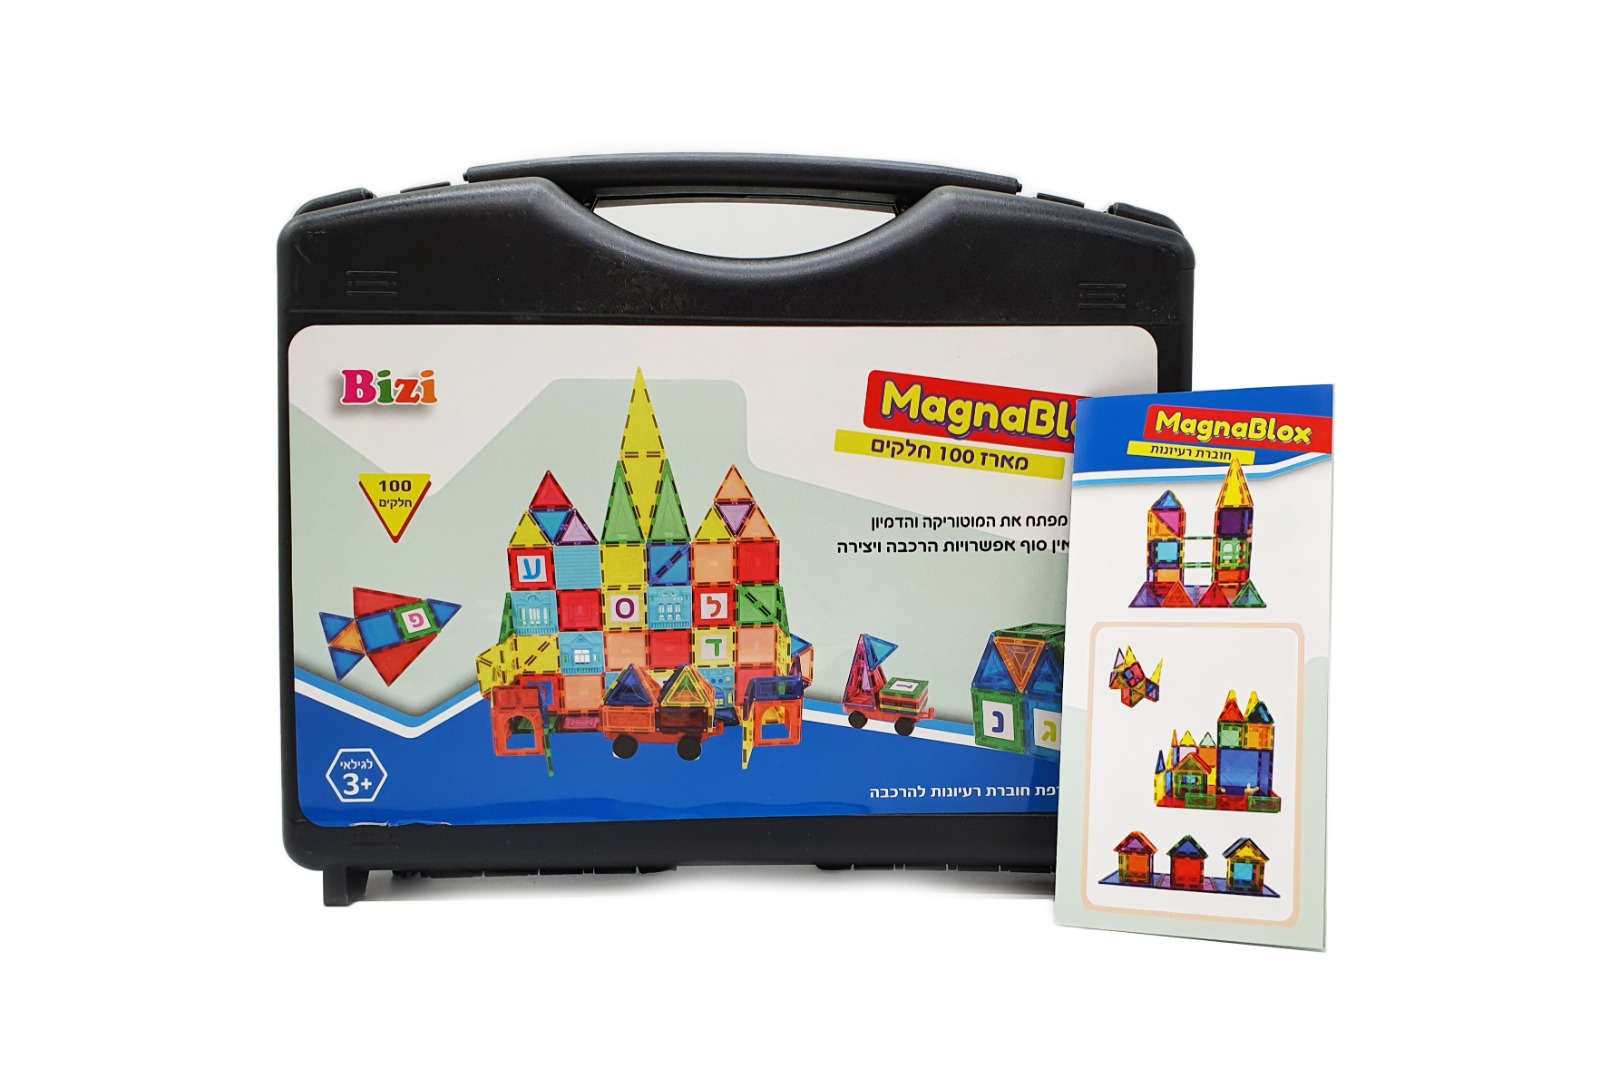 Bizi
MagnaBlo
מארז 100 חלקים
100
חלקים
מפתח את המוטוריקה והדמיון
אין סוף אפשרויות הרכבה ויצירה
ע
ס
ל
ד
פ
נ
ג
לגילאי
3+
חוברת רעיונות להרכבה
MagnaBlox
חוברת רעיונות